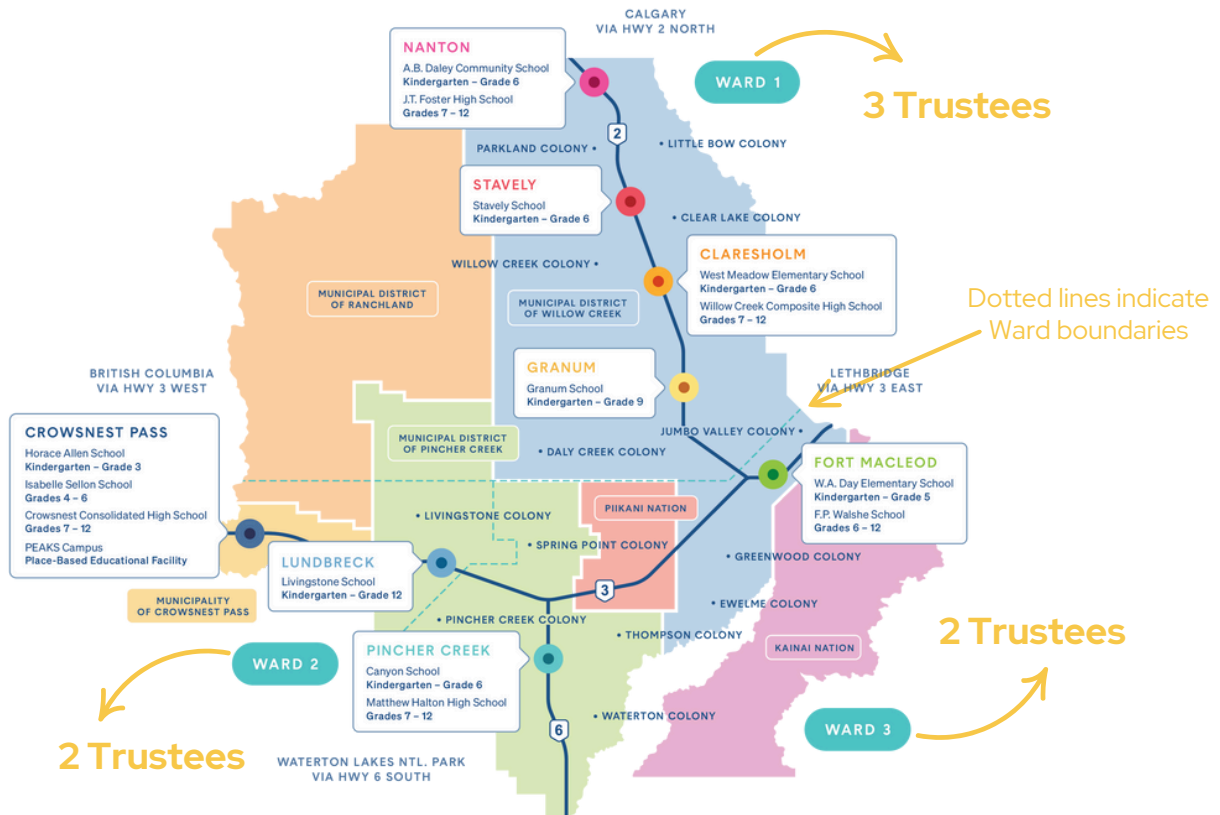 CALGARY
VIA HWY 2 NORTH
NANTON
A.B. Daley Community School
Kindergarten – Grade 6
J.T. Foster High School
Grades 7 – 12
WARD 1
3 Trustees
2
PARKLAND COLONY
LITTLE BOW COLONY
STAVELY
Stavely School
Kindergarten – Grade 6
CLEAR LAKE COLONY
WILLOW CREEK COLONY
CLARESHOLM
West Meadow Elementary School
Kindergarten – Grade 6
Willow Creek Composite High School
Grades 7 – 12
MUNICIPAL DISTRICT
OF RANCHLAND
MUNICIPAL DISTRICT
OF WILLOW CREEK
Dotted lines indicate
Ward boundaries
BRITISH COLUMBIA
VIA HWY 3 WEST
GRANUM
Granum School
Kindergarten – Grade 9
LETHBRIDGE
VIA HWY 3 EAST
CROWSNEST PASS
Horace Allen School
Kindergarten – Grade 3
Isabelle Sellon School
Grades 4 – 6
Crowsnest Consolidated High School
Grades 7 – 12
PEAKS Campus
Place-Based Educational Facility
MUNICIPAL DISTRICT
OF PINCHER CREEK
JUMBO VALLEY COLONY
DALY CREEK COLONY
FORT MACLEOD
W.A. Day Elementary School
Kindergarten – Grade 5
F.P. Walshe School
Grades 6 – 12
LIVINGSTONE COLONY
PIIKANI NATION
SPRING POINT COLONY
GREENWOOD COLONY
LUNDBRECK
Livingstone School
Kindergarten – Grade 12
3
MUNICIPALITY
OF CROWSNEST PASS
EWELME COLONY
PINCHER CREEK COLONY
THOMPSON COLONY
KAINAI NATION
2 Trustees
WARD 2
PINCHER CREEK
Canyon School
Kindergarten – Grade 6
Matthew Halton High School
Grades 7 – 12
WATERTON COLONY
6
WARD 3
2 Trustees
WATERTON LAKES NTL. PARK
VIA HWY 6 SOUTH